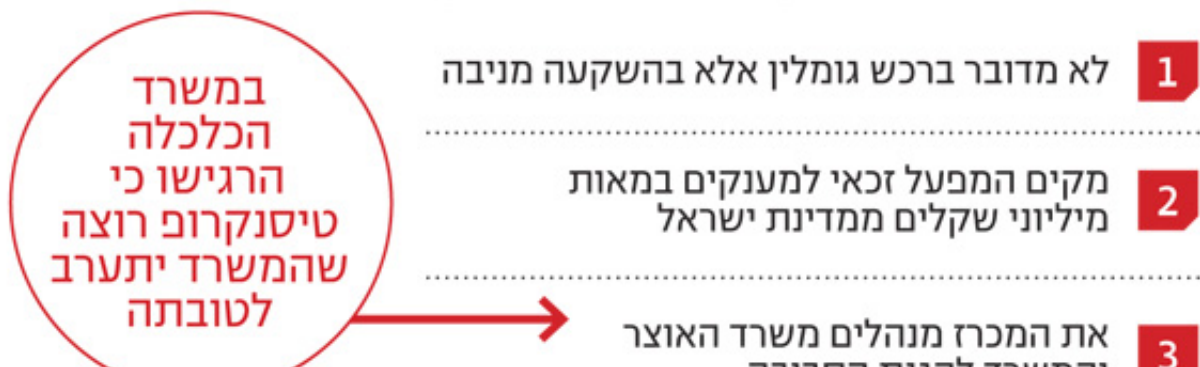 1
לא מדובר ברכש גומלין אלא בהשקעה מניבה
2
מקים המפעל זכאי למענקים במאות
מיליוני שקלים ממדינת ישראל
3
את המכרז מנהלים משרד האוצר
במשרד
הכלכלה
הרגישו כי
טיסנקרופ רוצה
שהמשרד יתערב
לטובתה